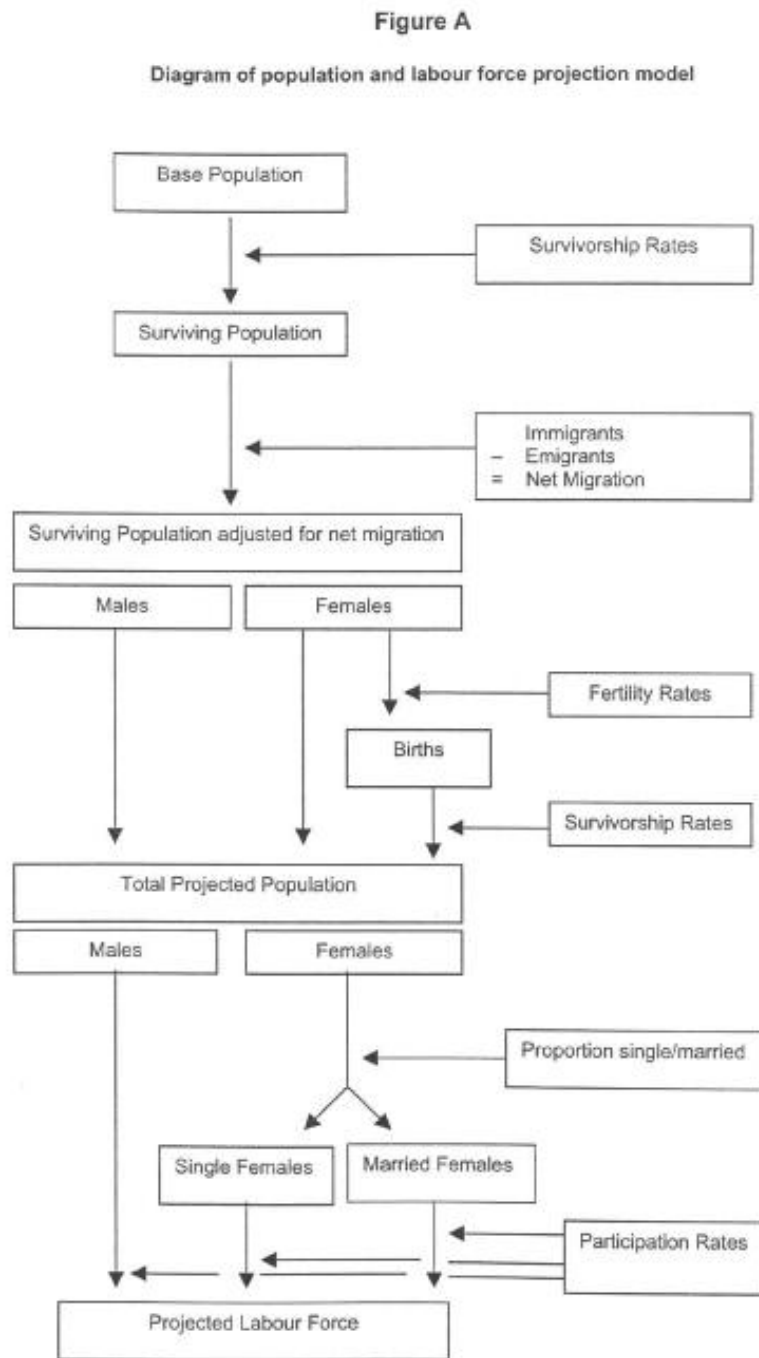 Figure A
Diagram of population and labour force projection model
Base Population
Survivorship Rates
Surviving Population
Immigrants
– Emigrants
= Net Migration
Surviving Population adjusted for net migration
Males
Females
Fertility Rates
Births
Survivorship Rates
Total Projected Population
Males
Females
Proportion single/married
Single Females
Married Females
Participation Rates
Projected Labour Force